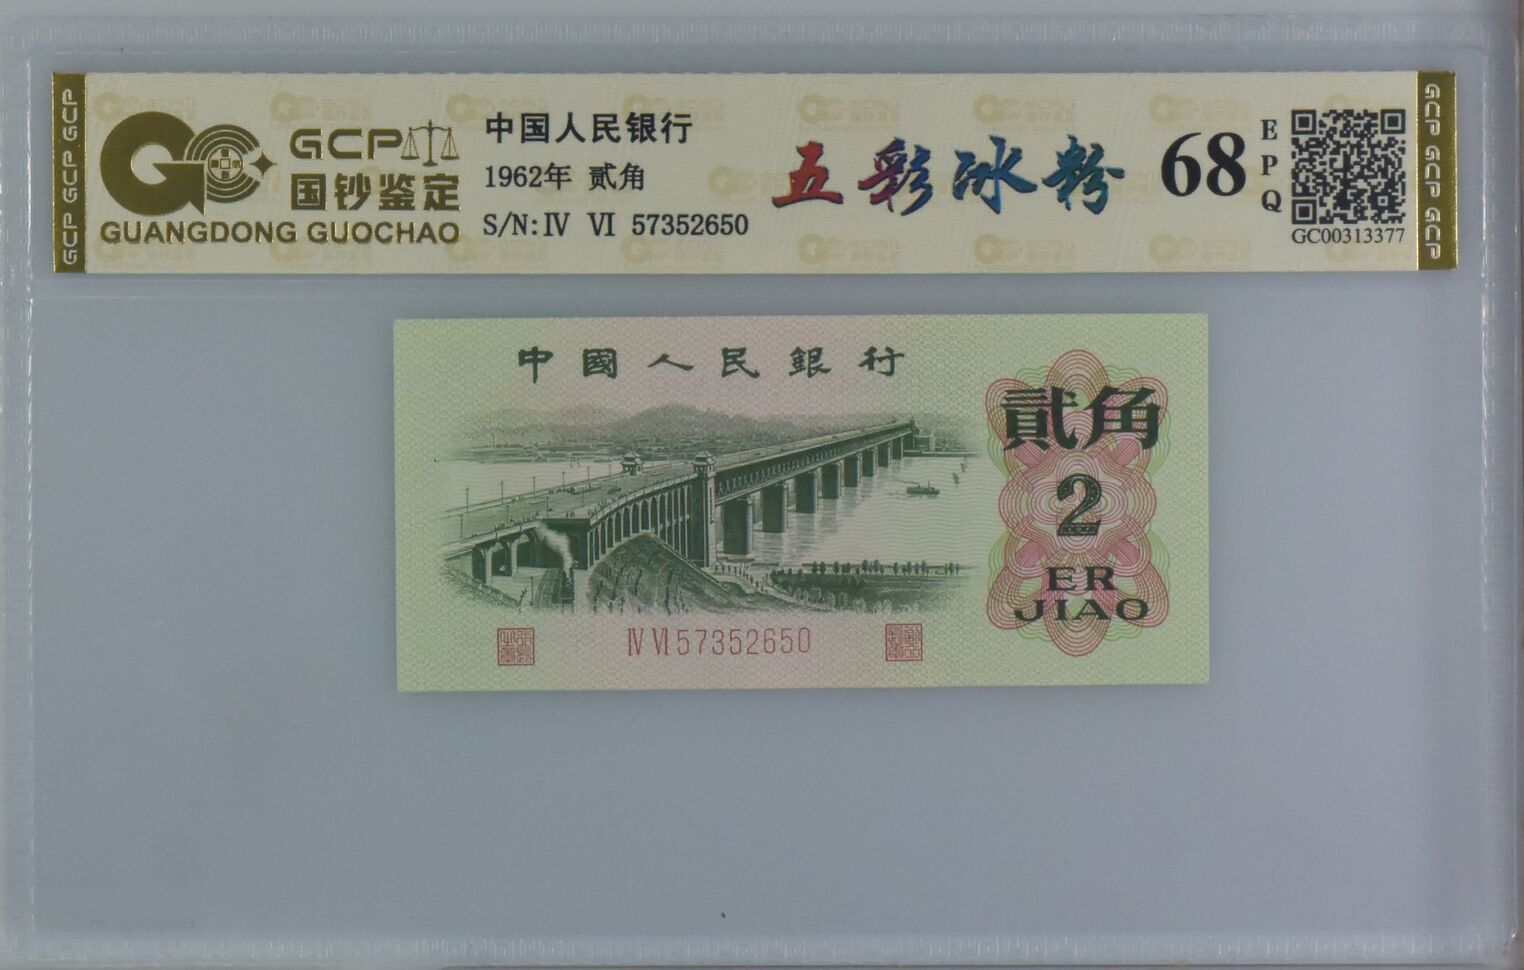 GCP GCP GCP
GCP
国钞鉴定
GUANGDONG GUOCHAO
中国人民银行
1962年 贰角
S/N:Ⅳ Ⅵ 57352650
五彩冰粉
68
EPQ
GC00313377
GCP GCP GCP
中國人民銀行
貳角
2
ER
JIAO
Ⅳ Ⅵ 57352650